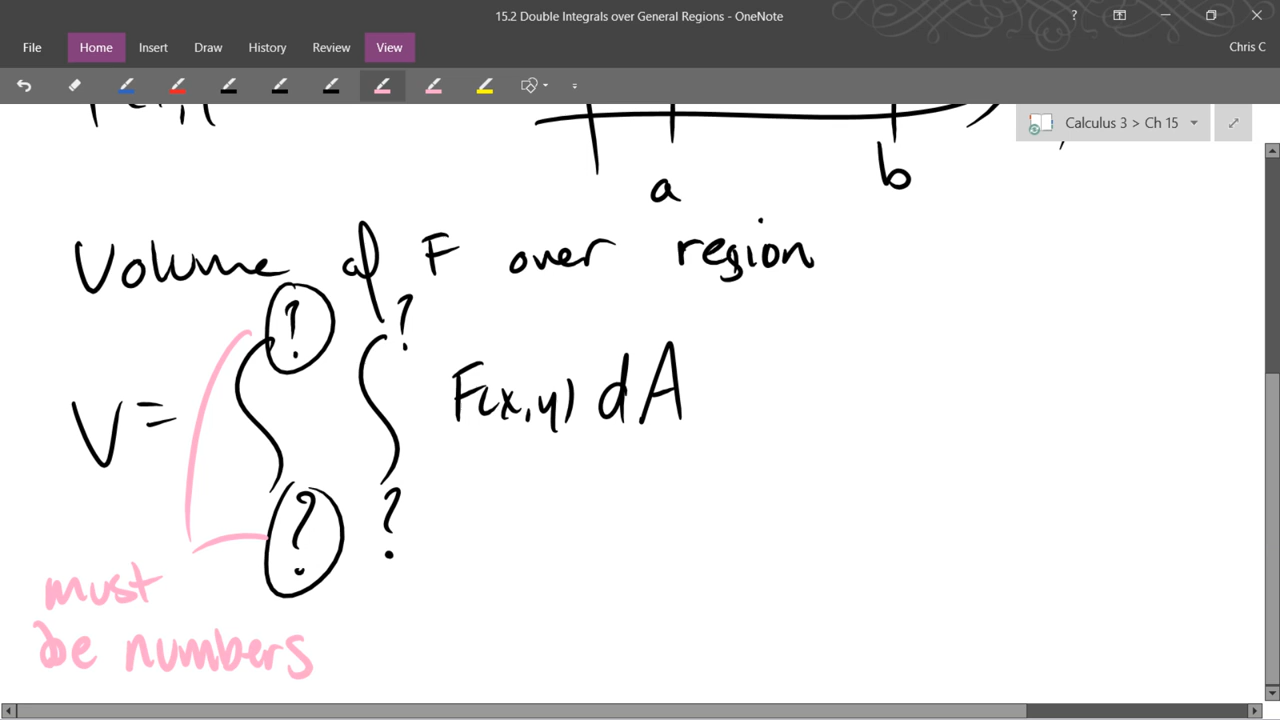 15.2 Double Integrals over General Regions - OneNote
?
File Home Insert Draw History Review View
Chris C
Calculus 3 > Ch 15
a b
Volume of F over region
? ?
V = ∫ ∫ F(x,y) dA
? ?
must
be numbers